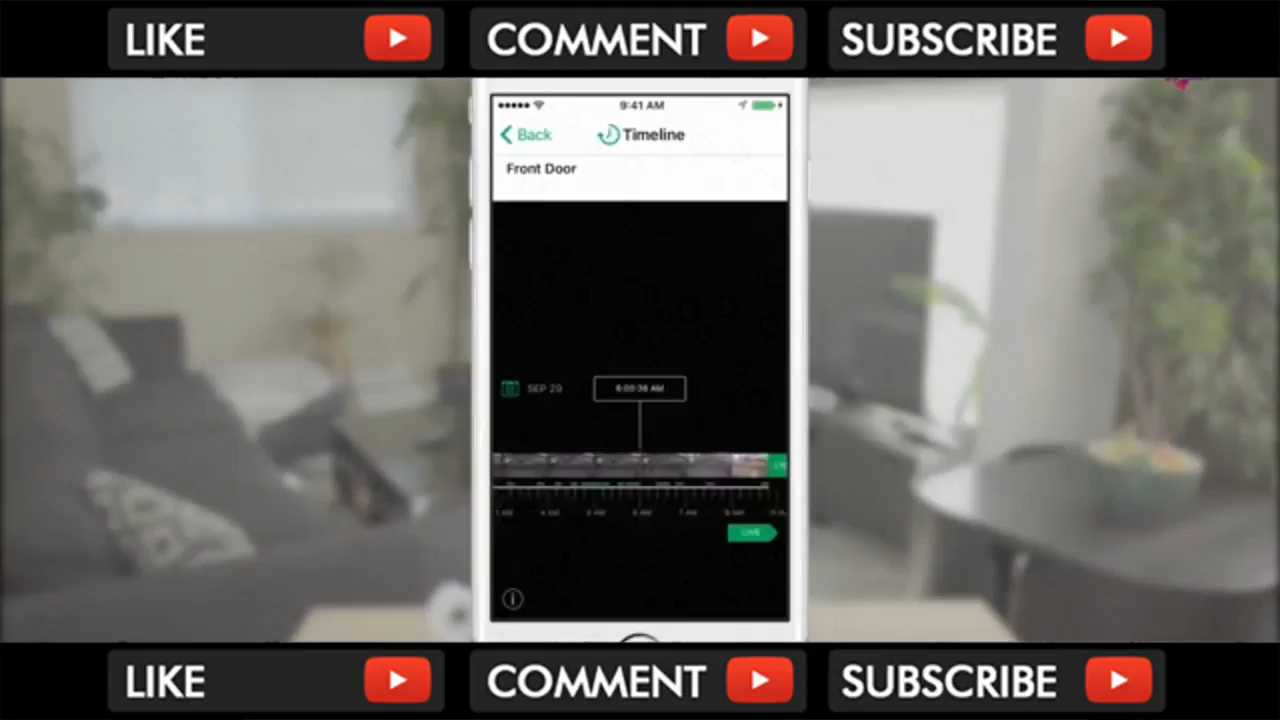 LIKE COMMENT SUBSCRIBE
9:41 AM
Back Timeline
Front Door
SEP 29
LIVE
LIKE COMMENT SUBSCRIBE